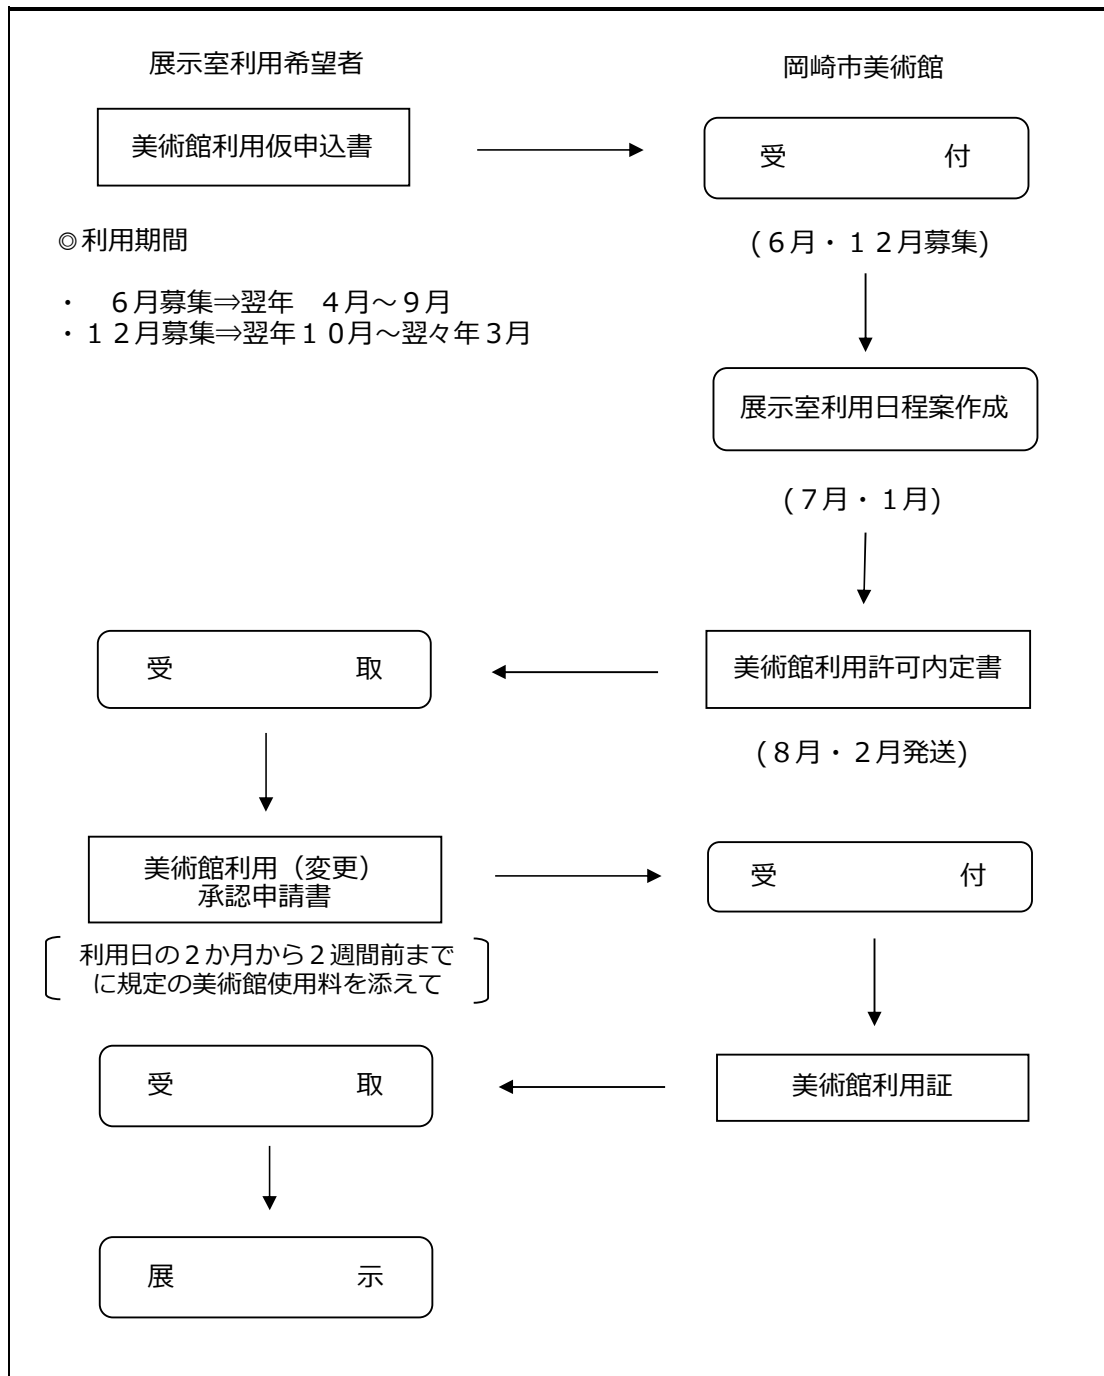 展示室利用希望者
岡崎市美術館
美術館利用仮申込書
受　付
◎利用期間
(６月・１２月募集)
・　６月募集⇒翌年　４月～９月
・１２月募集⇒翌年１０月～翌々年３月
展示室利用日程案作成
(７月・１月)
受　取
美術館利用許可内定書
(８月・２月発送)
美術館利用（変更）
承認申請書
受　付
利用日の２か月から２週間前まで
に規定の美術館使用料を添えて
受　取
美術館利用証
展　示